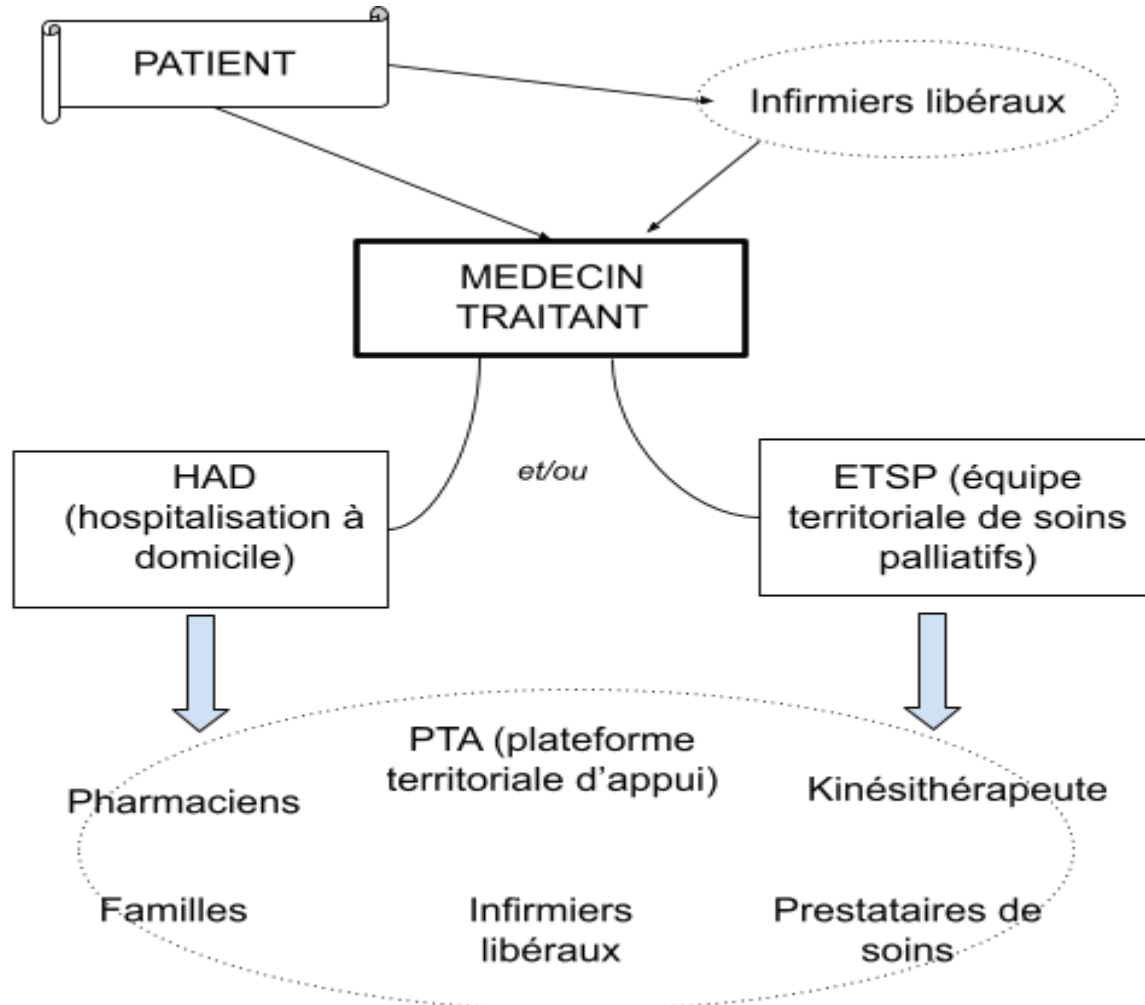 PATIENT
Infirmiers libéraux
MEDECIN
TRAITANT
HAD
(hospitalisation à
domicile)
et/ou
ETSP (équipe
territoriale de soins
palliatifs)
PTA (plateforme
territoriale d’appui)
Pharmaciens
Kinésithérapeute
Familles
Infirmiers
libéraux
Prestataires de
soins